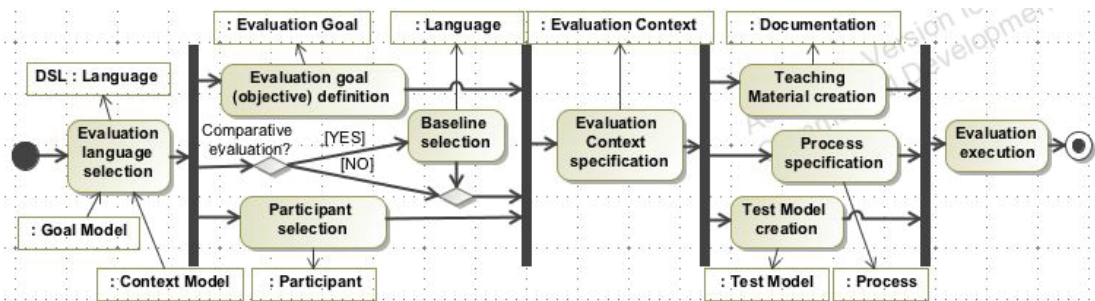 : Evaluation Goal
: Language
: Evaluation Context
: Documentation
DSL : Language
Evaluation goal
(objective) definition
Teaching
Material creation
Evaluation
language
selection
Comparative
evaluation?
[YES]
[NO]
Baseline
selection
Evaluation
Context
specification
Process
specification
Evaluation
execution
Participant
selection
Test Model
creation
: Goal Model
: Context Model
: Participant
: Test Model
: Process
Version
Developmen